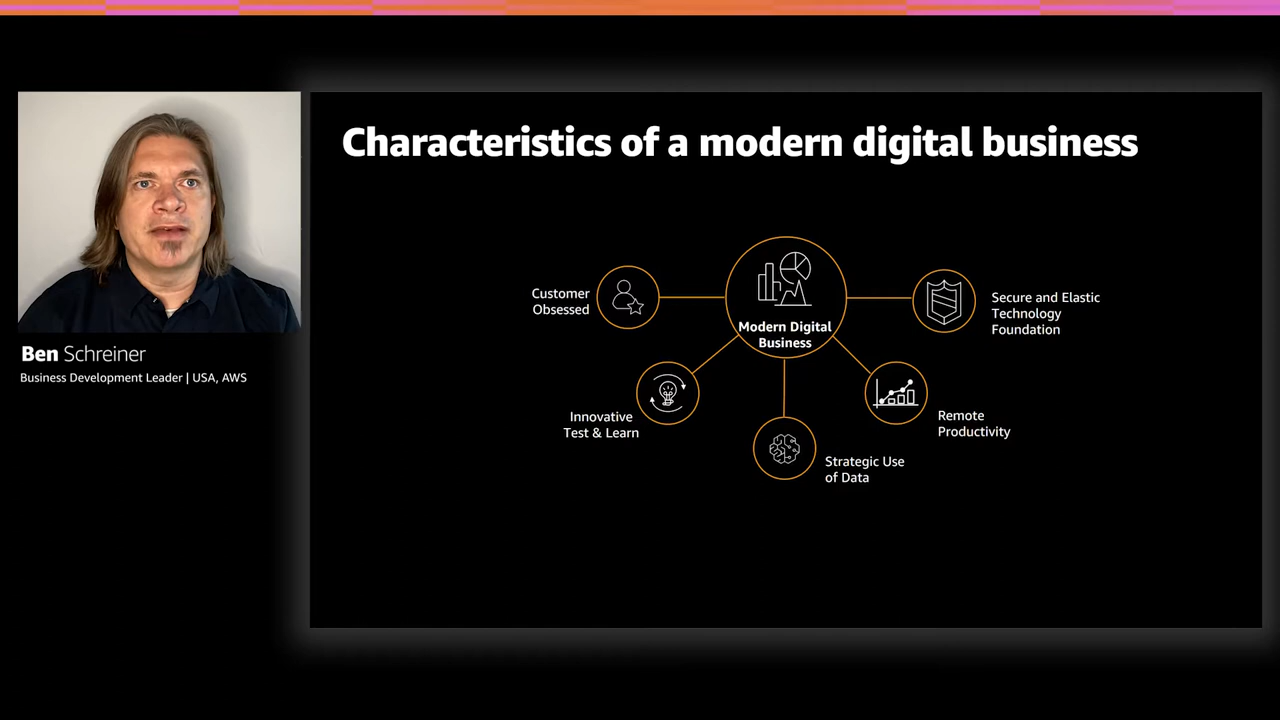 Characteristics of a modern digital business
Customer
Obsessed
Modern Digital
Business
Secure and Elastic
Technology
Foundation
Innovative
Test & Learn
Strategic Use
of Data
Remote
Productivity
Ben Schreiner
Business Development Leader | USA, AWS